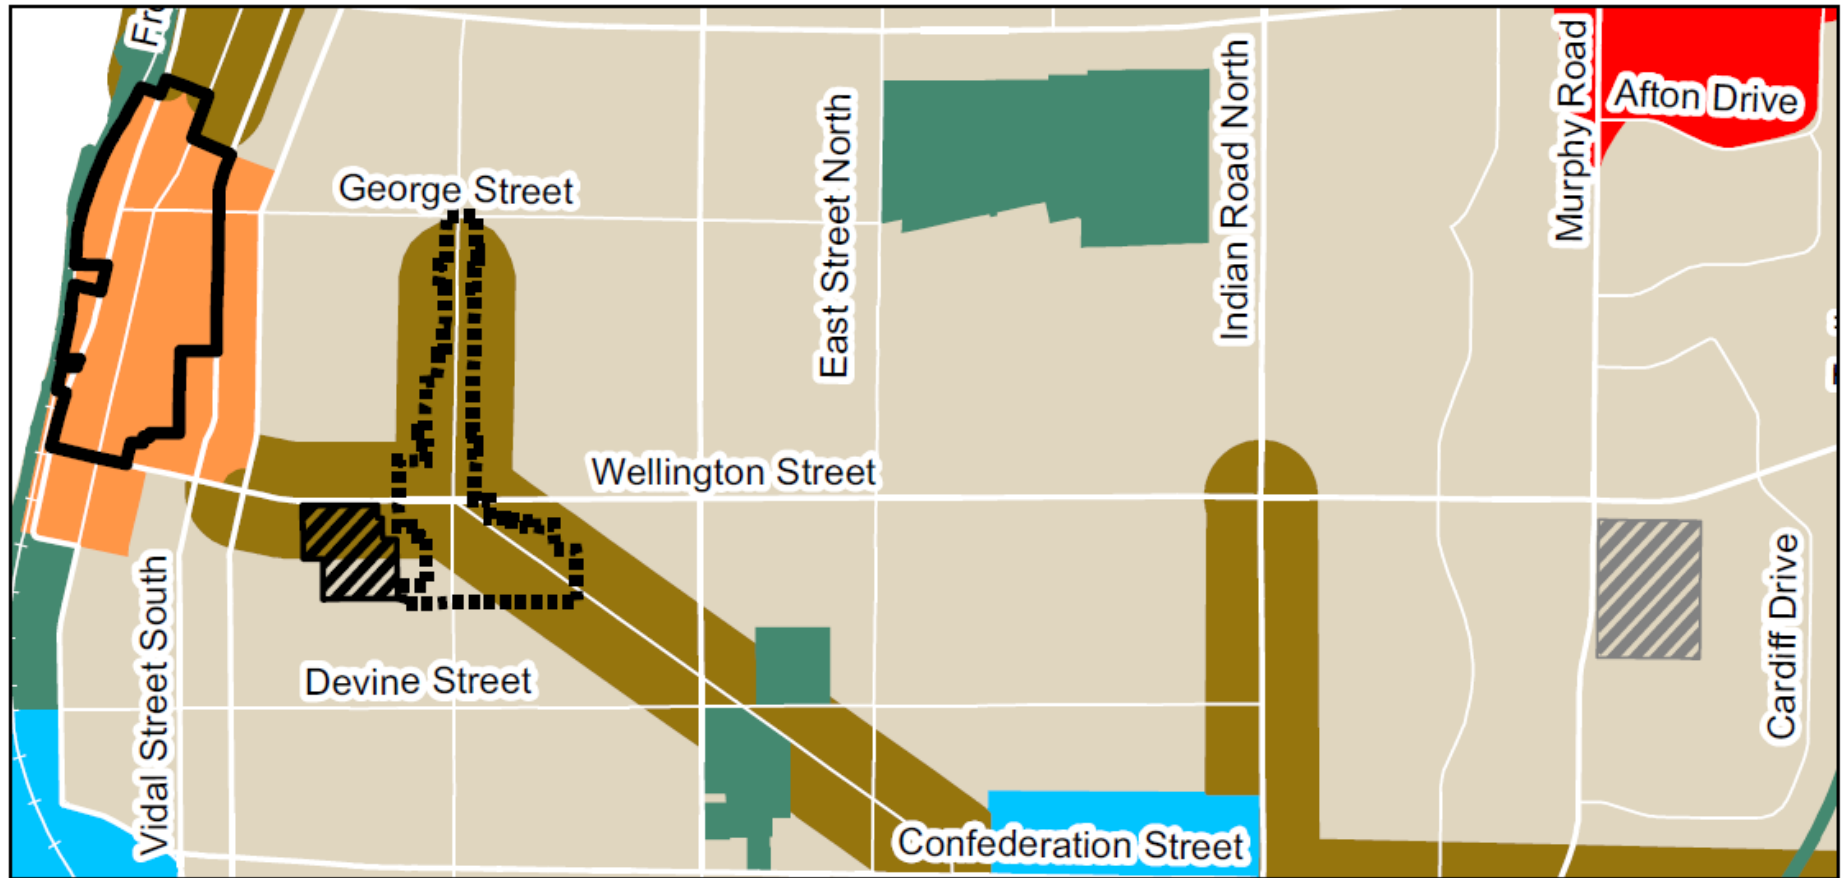 George Street
East Street North
Indian Road North
Murphy Road
Afton Drive
Wellington Street
Devine Street
Vidal Street South
Confederation Street
Cardiff Drive